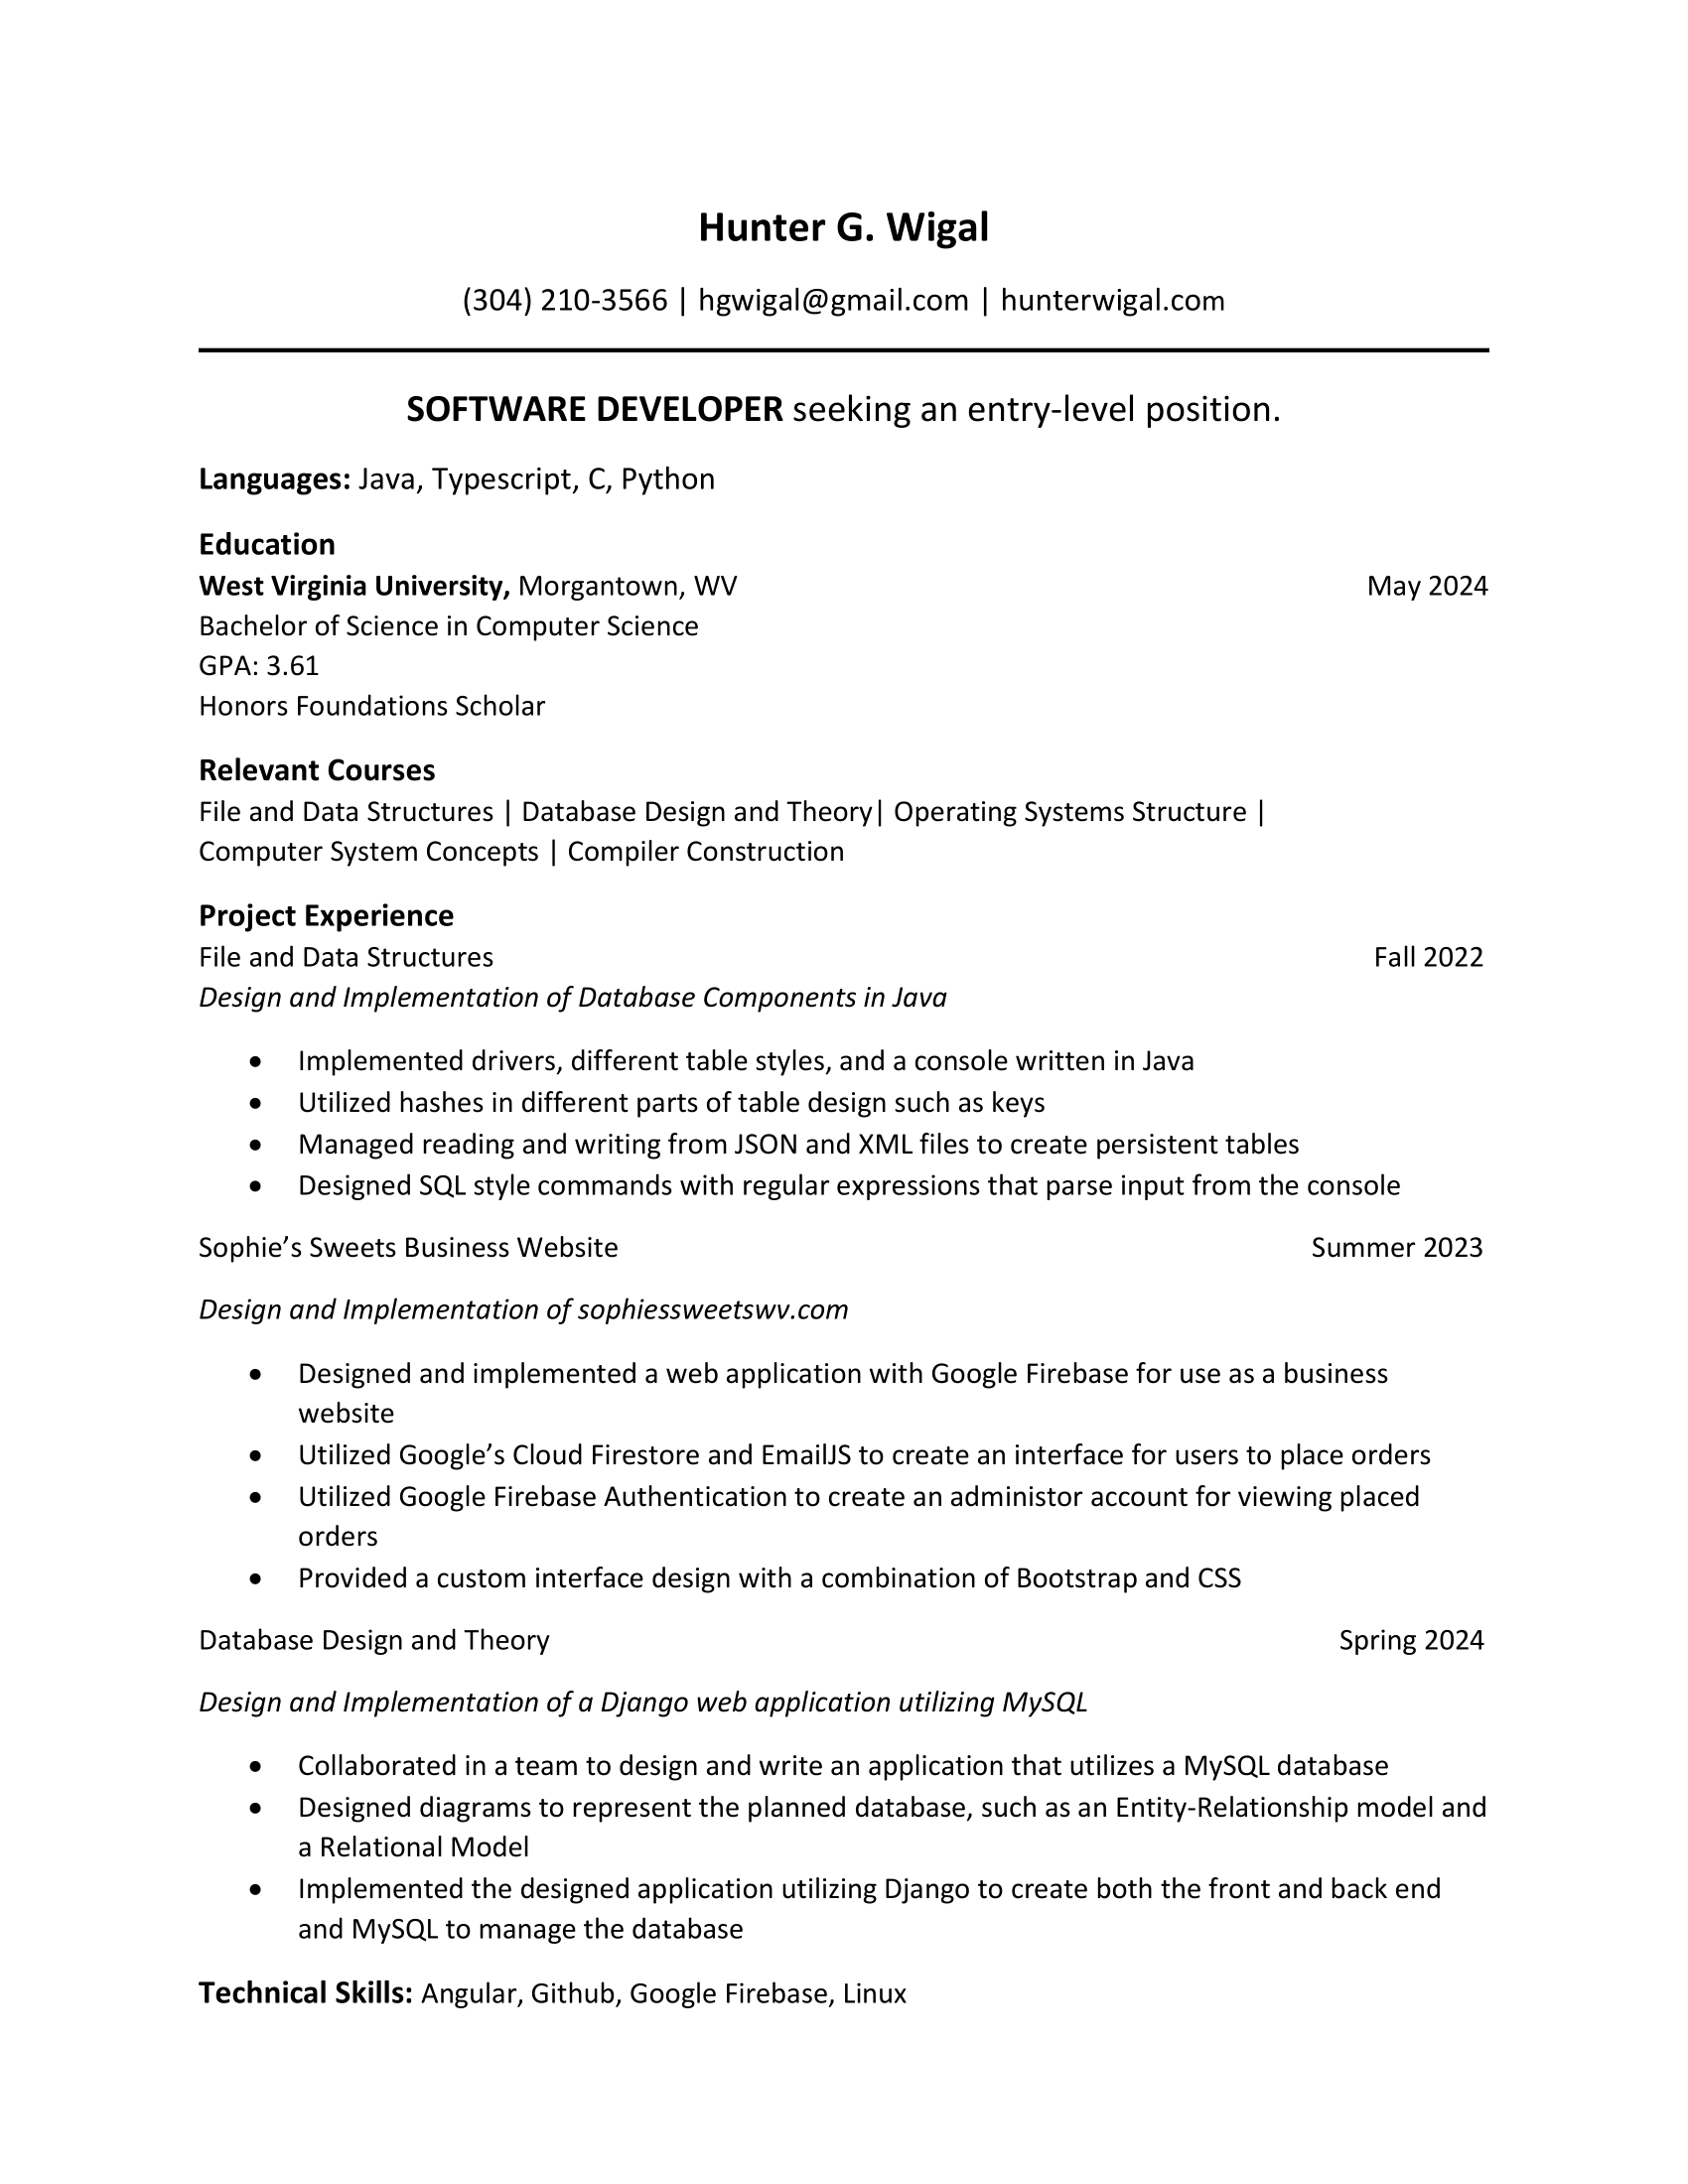 Hunter G. Wigal
(304) 210-3566 | hgwigal@gmail.com | hunterwigal.com
SOFTWARE DEVELOPER seeking an entry-level position.
Languages: Java, Typescript, C, Python
Education
West Virginia University, Morgantown, WV May 2024
Bachelor of Science in Computer Science
GPA: 3.61
Honors Foundations Scholar
Relevant Courses
File and Data Structures | Database Design and Theory| Operating Systems Structure |
Computer System Concepts | Compiler Construction
Project Experience
File and Data Structures Fall 2022
Design and Implementation of Database Components in Java
• Implemented drivers, different table styles, and a console written in Java
• Utilized hashes in different parts of table design such as keys
• Managed reading and writing from JSON and XML files to create persistent tables
• Designed SQL style commands with regular expressions that parse input from the console
Sophie’s Sweets Business Website Summer 2023
Design and Implementation of sophiessweetswv.com
• Designed and implemented a web application with Google Firebase for use as a business
website
• Utilized Google’s Cloud Firestore and EmailJS to create an interface for users to place orders
• Utilized Google Firebase Authentication to create an administor account for viewing placed
orders
• Provided a custom interface design with a combination of Bootstrap and CSS
Database Design and Theory Spring 2024
Design and Implementation of a Django web application utilizing MySQL
• Collaborated in a team to design and write an application that utilizes a MySQL database
• Designed diagrams to represent the planned database, such as an Entity-Relationship model and
a Relational Model
• Implemented the designed application utilizing Django to create both the front and back end
and MySQL to manage the database
Technical Skills: Angular, Github, Google Firebase, Linux